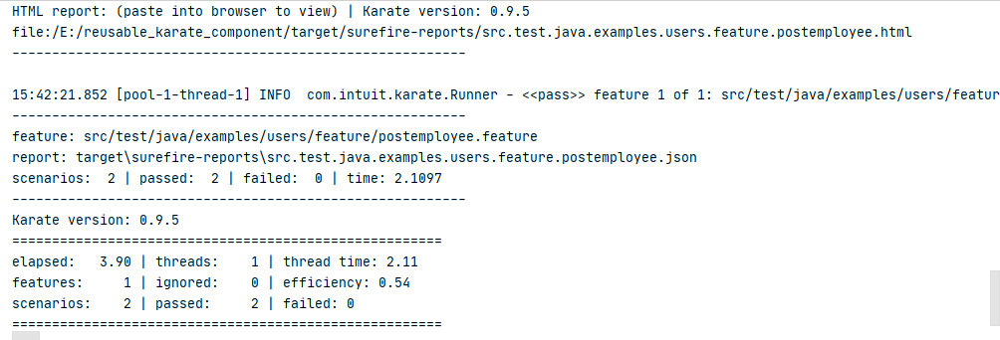 HTML report: (paste into browser to view) | Karate version: 0.9.5
file:/E:/reusable_karate_component/target/surefire-reports/src.test.java.examples.users.feature.postemployee.html
---------------------------------------------------------
15:42:21.852 [pool-1-thread-1] INFO  com.intuit.karate.Runner - <<pass>> feature 1 of 1: src/test/java/examples/users/featur
---------------------------------------------------------
feature: src/test/java/examples/users/feature/postemployee.feature
report: target\surefire-reports\src.test.java.examples.users.feature.postemployee.json
scenarios:  2 | passed:  2 | failed:  0 | time: 2.1097
---------------------------------------------------------
Karate version: 0.9.5
======================================================
elapsed:   3.90 | threads:    1 | thread time: 2.11
features:     1 | ignored:    0 | efficiency: 0.54
scenarios:    2 | passed:     2 | failed: 0
======================================================